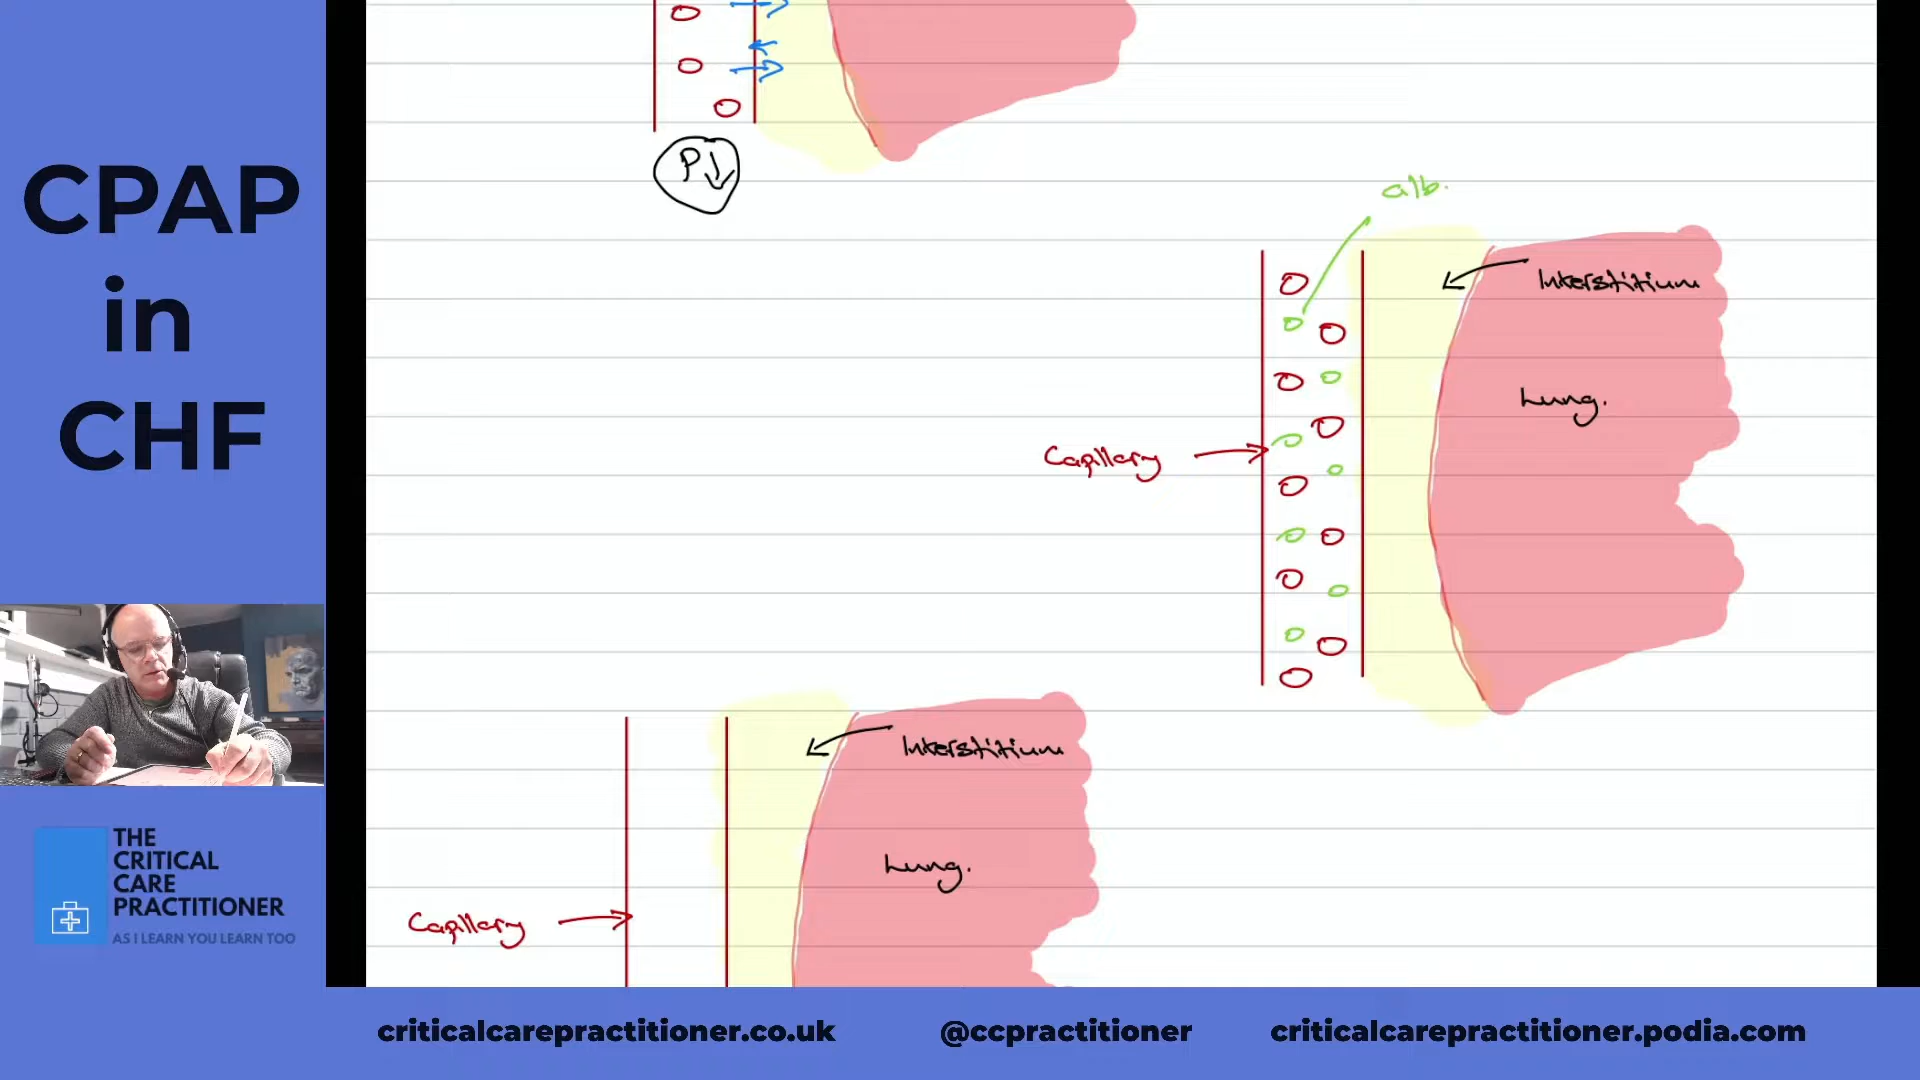 CPAP
in
CHF
P↓
alb.
Interstitium
Lung.
Capillary
Interstitium
Lung.
Capillary
THE
CRITICAL
CARE
PRACTITIONER
AS I LEARN YOU LEARN TOO
criticalcarepractitioner.co.uk
@ccpractitioner
criticalcarepractitioner.podia.com